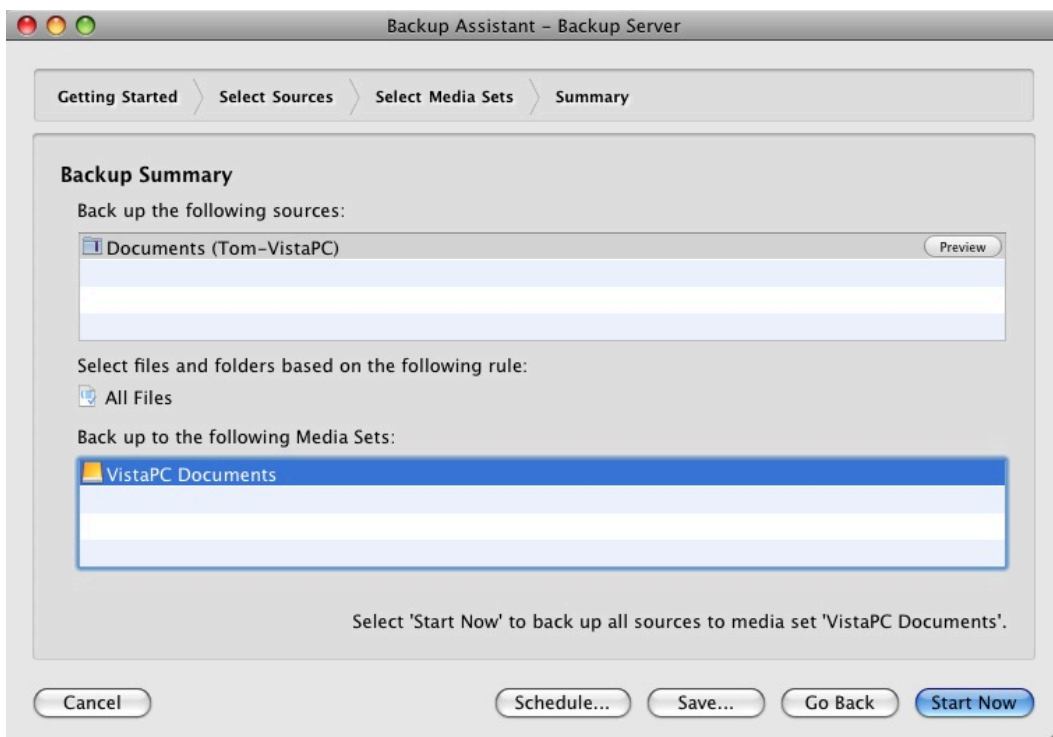 Backup Assistant – Backup Server
Getting Started Select Sources Select Media Sets Summary
Backup Summary
Back up the following sources:
Documents (Tom-VistaPC) Preview
Select files and folders based on the following rule:
All Files
Back up to the following Media Sets:
VistaPC Documents
Select 'Start Now' to back up all sources to media set 'VistaPC Documents'.
Cancel Schedule... Save... Go Back Start Now